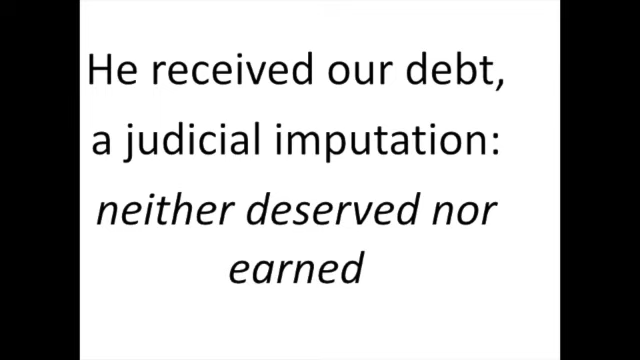 He received our debt,
a judicial imputation:
neither deserved nor
earned